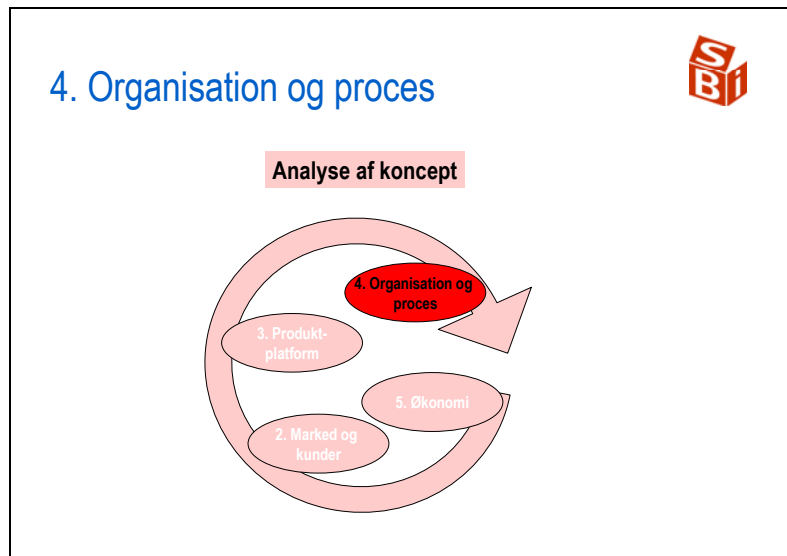 4. Organisation og proces
SBi
Analyse af koncept
4. Organisation og
proces
3. Produkt-
platform
5. Økonomi
2. Marked og
kunder